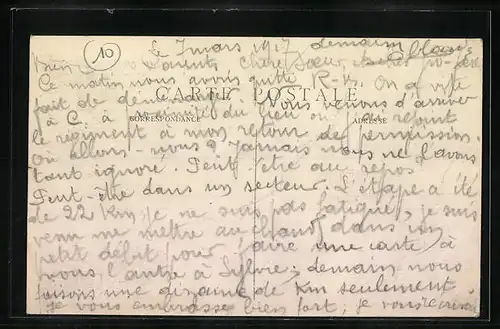 10
le 7 mars 1917 demain
Bien chers Parents, chère Sœur,
Ce matin nous avons quitté R. On a vite
fait de déménager. Nous venons d'arriver
CARTE POSTALE
à C. à proximité du lieu où j'ai rejoint
CORRESPONDANCE
ADRESSE
le régiment à mon retour de permission.
Où allons-nous? Jamais nous ne l'avons
tant ignoré. Peut-être au repos
Peut-être dans un secteur. L'étape a été
de 22 km je ne suis pas fatigué, je suis
venu me mettre au chaud dans un
petit débit pour faire une carte à
vous l'autre à Sylvie; demain nous
faisons une dizaine de km seulement.
je vous embrasse bien fort, je vous